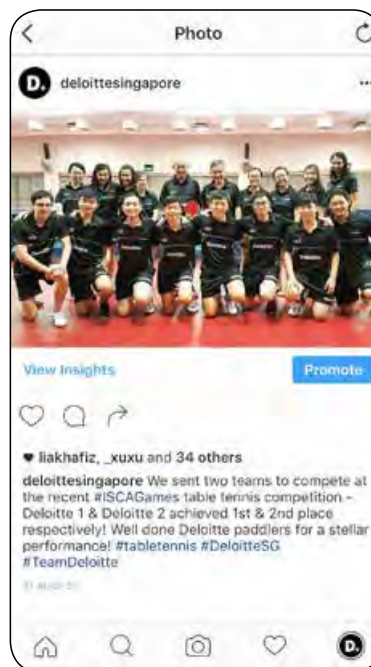 Photo
D. deloittesingapore
View Insights
Promote
liakhafiz, _xuxu and 34 others
deloittesingapore We sent two teams to compete at
the recent #ISCAGames table tennis competition -
Deloitte 1 & Deloitte 2 achieved 1st & 2nd place
respectively! Well done Deloitte paddlers for a stellar
performance! #tabletennis #DeloitteSG
#TeamDeloitte
D.